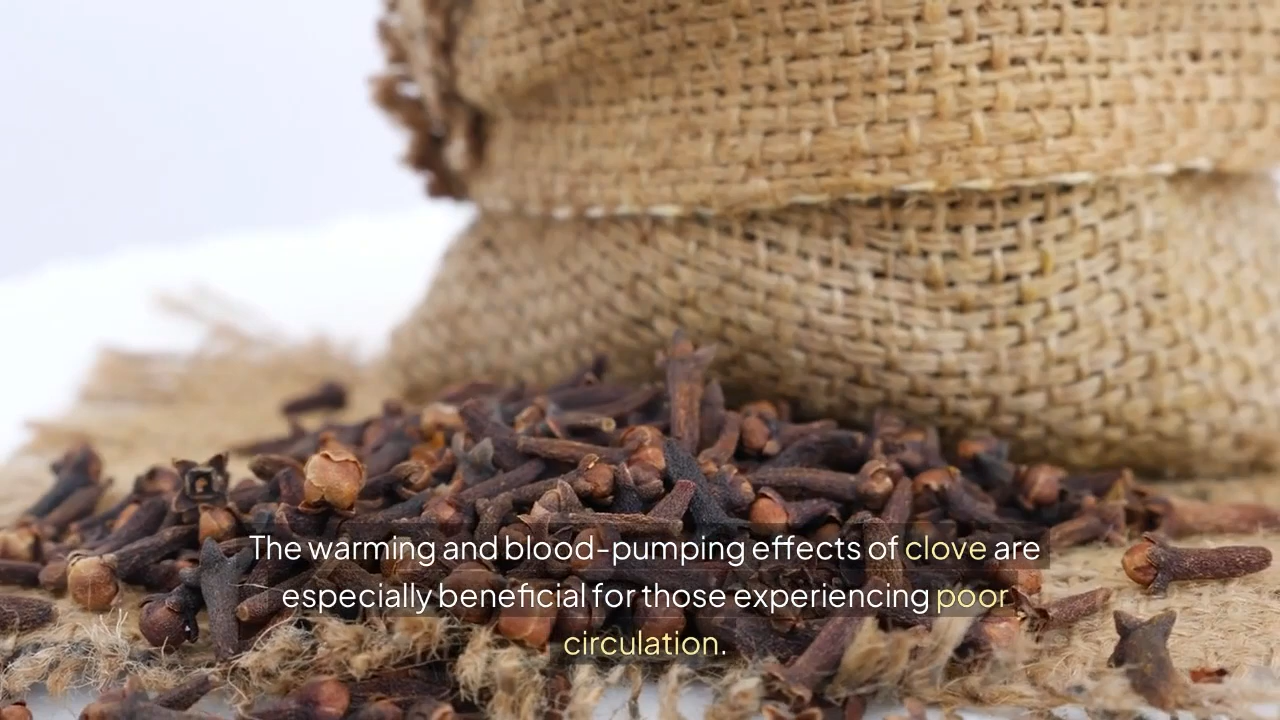 The warming and blood-pumping effects of clove are
especially beneficial for those experiencing poor
circulation.